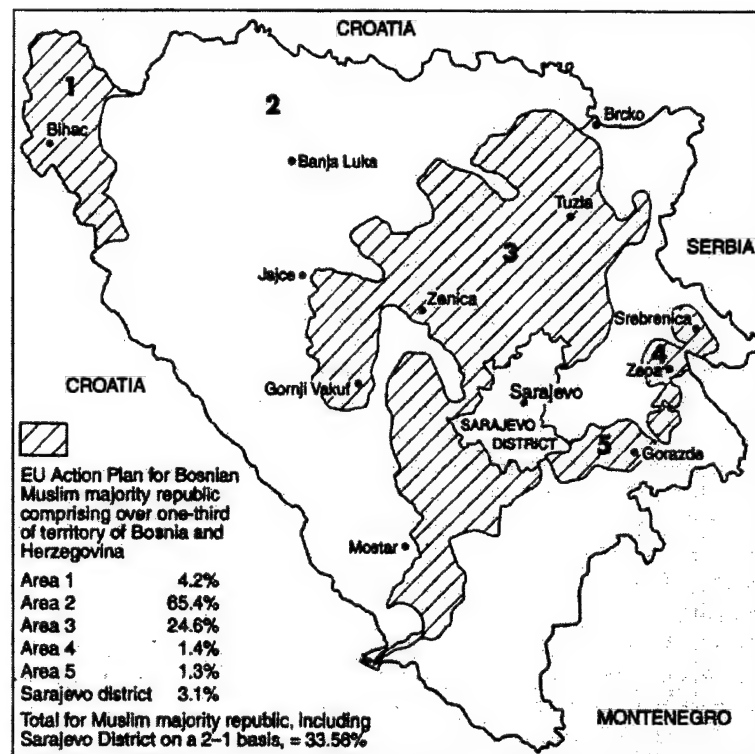 CROATIA
1
2
Bihac
Brcko
Banja Luka
Tuzla
3
SERBIA
Jajce
Zenica
Srebrenica
4
Zepa
CROATIA
Gornji Vakuf
Sarajevo
SARAJEVO
DISTRICT
5
Gorazde
EU Action Plan for Bosnian
Muslim majority republic
comprising over one-third
of territory of Bosnia and
Herzegovina
Mostar
Area 1 4.2%
Area 2 65.4%
Area 3 24.6%
Area 4 1.4%
Area 5 1.3%
Sarajevo district 3.1%
Total for Muslim majority republic, including
Sarajevo District on a 2–1 basis, = 33.56%
MONTENEGRO